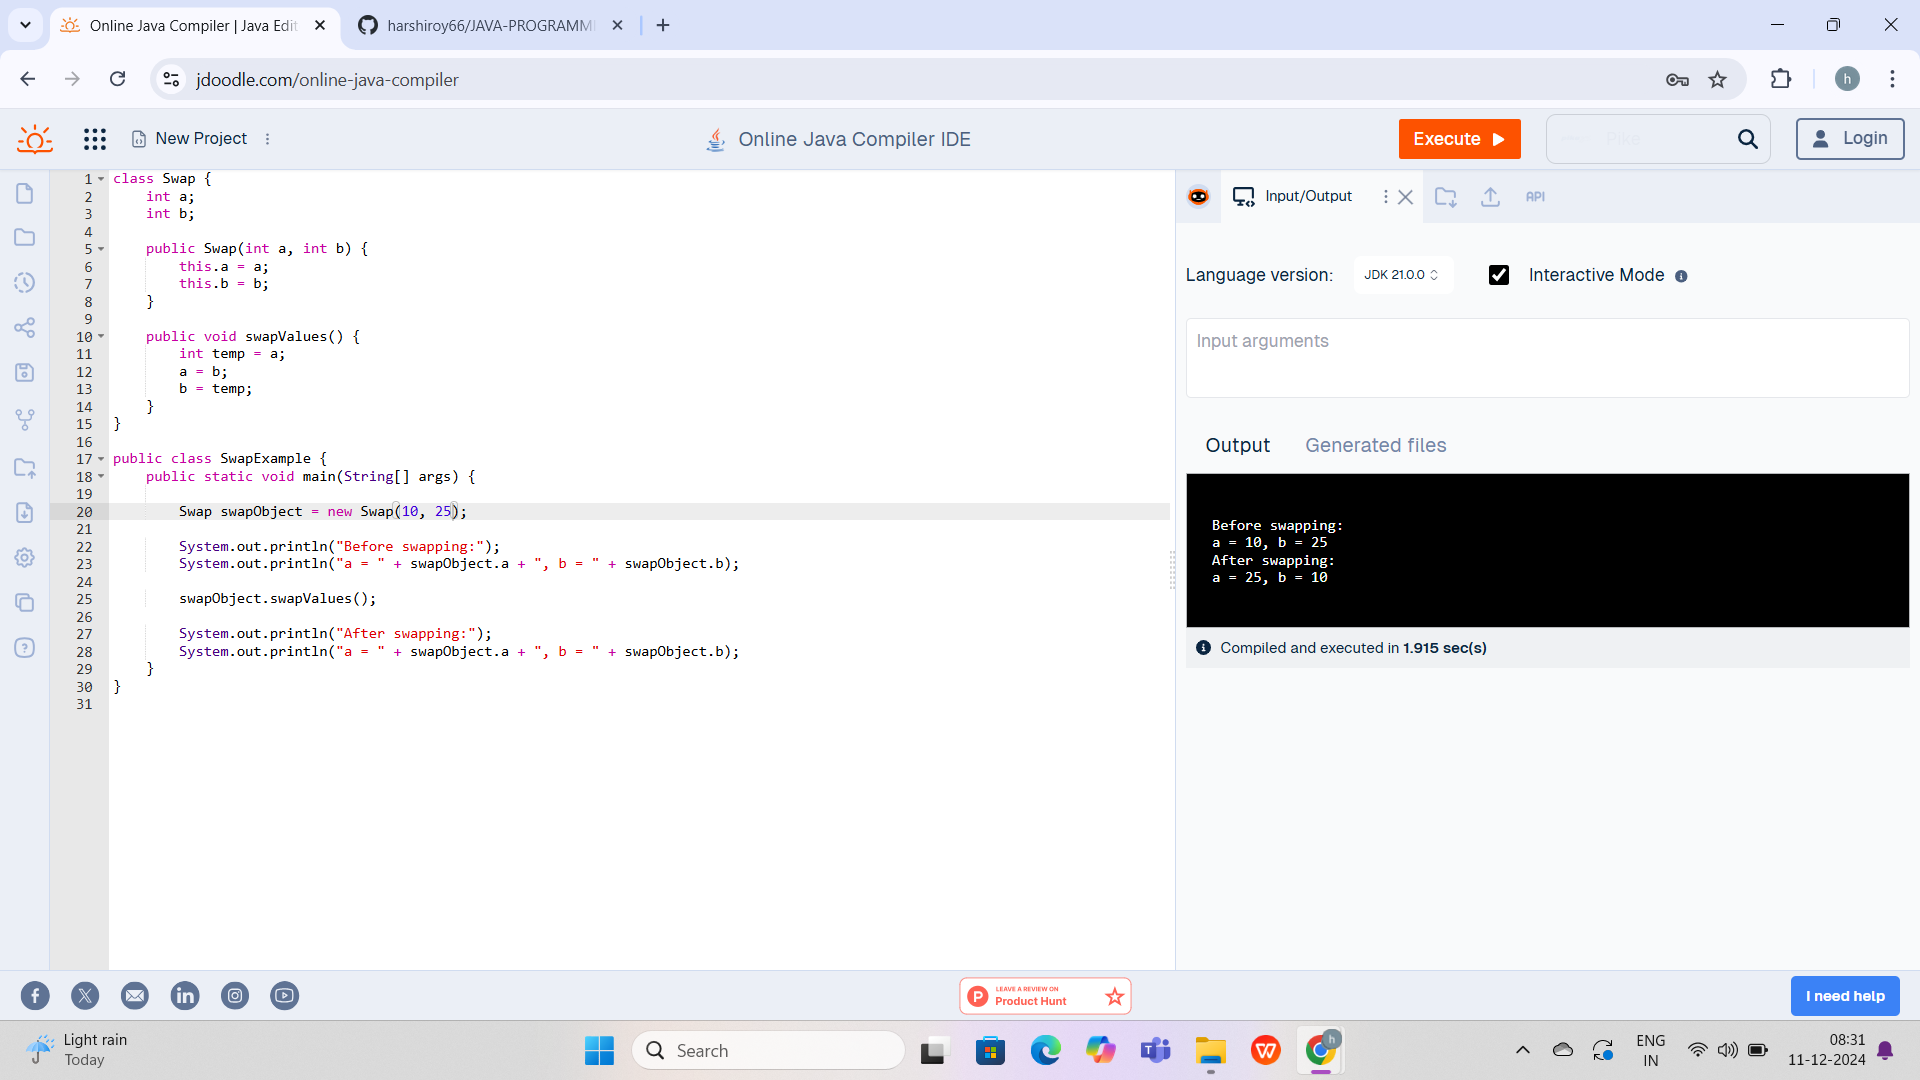 Online Java Compiler | Java Edit
harshiroy66/JAVA-PROGRAMMI
jdoodle.com/online-java-compiler
h
New Project
Online Java Compiler IDE
Execute
Login
1 class Swap {
2     int a;
3     int b;
4
5     public Swap(int a, int b) {
6         this.a = a;
7         this.b = b;
8     }
9
10     public void swapValues() {
11         int temp = a;
12         a = b;
13         b = temp;
14     }
15 }
16
17 public class SwapExample {
18     public static void main(String[] args) {
19
20         Swap swapObject = new Swap(10, 25);
21
22         System.out.println("Before swapping:");
23         System.out.println("a = " + swapObject.a + ", b = " + swapObject.b);
24
25         swapObject.swapValues();
26
27         System.out.println("After swapping:");
28         System.out.println("a = " + swapObject.a + ", b = " + swapObject.b);
29     }
30 }
31
Input/Output
API
Language version:
JDK 21.0.0
Interactive Mode
Input arguments
Output
Generated files
Before swapping:
a = 10, b = 25
After swapping:
a = 25, b = 10
Compiled and executed in 1.915 sec(s)
LEAVE A REVIEW ON
Product Hunt
I need help
Light rain
Today
Search
h
ENG
IN
08:31
11-12-2024